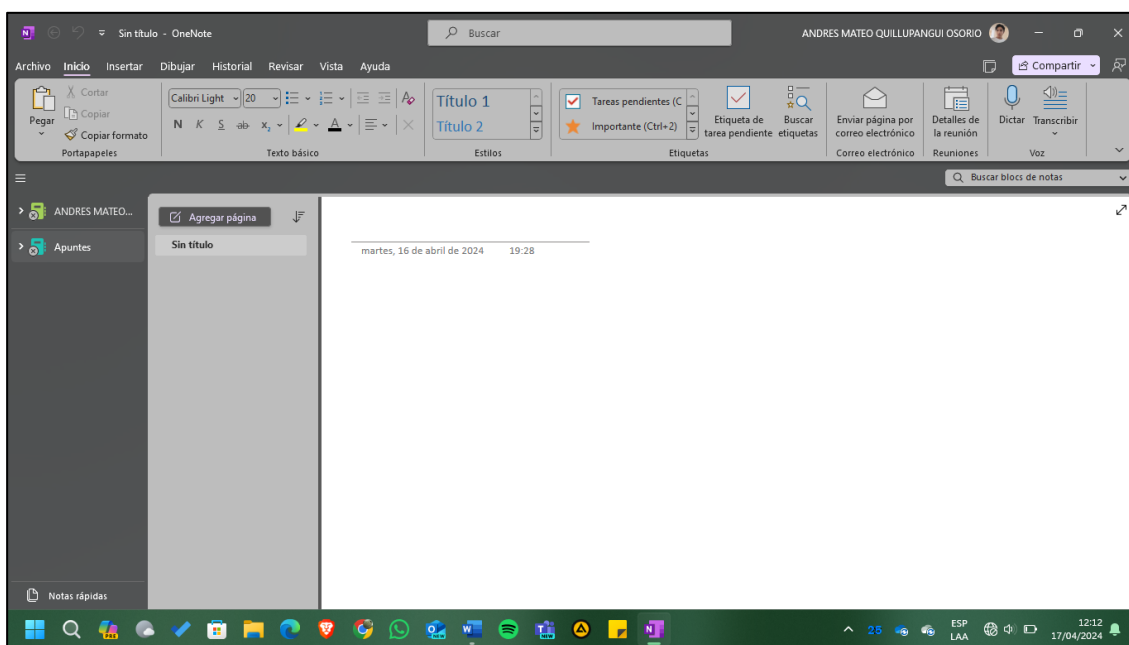 Sin título - OneNote
Buscar
ANDRES MATEO QUILLUPANGUI OSORIO
Archivo Inicio Insertar Dibujar Historial Revisar Vista Ayuda
Compartir
Pegar
Cortar
Copiar
Copiar formato
Portapapeles
Calibri Light 20
N K S ab x₂ A
Texto básico
Título 1
Título 2
Estilos
Tareas pendientes (C
Importante (Ctrl+2)
Etiqueta de
tarea pendiente
Buscar
etiquetas
Etiquetas
Enviar página por
correo electrónico
Correo electrónico
Detalles de
la reunión
Reuniones
Dictar
Transcribir
Voz
Buscar blocs de notas
ANDRES MATEO...
Apuntes
Agregar página
Sin título
martes, 16 de abril de 2024 19:28
Notas rápidas
25
ESP
LAA
12:12
17/04/2024